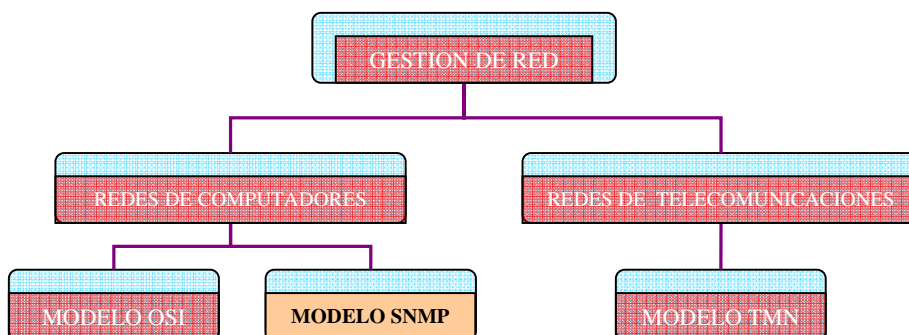 GESTION DE RED
REDES DE COMPUTADORES
REDES DE TELECOMUNICACIONES
MODELO OSI
MODELO SNMP
MODELO TMN